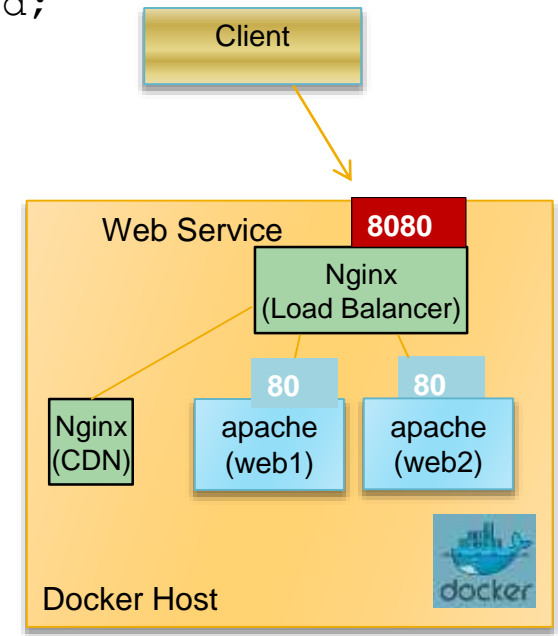 d;
Client
Web Service
8080
Nginx
(Load Balancer)
80
80
Nginx
(CDN)
apache
(web1)
apache
(web2)
docker
Docker Host